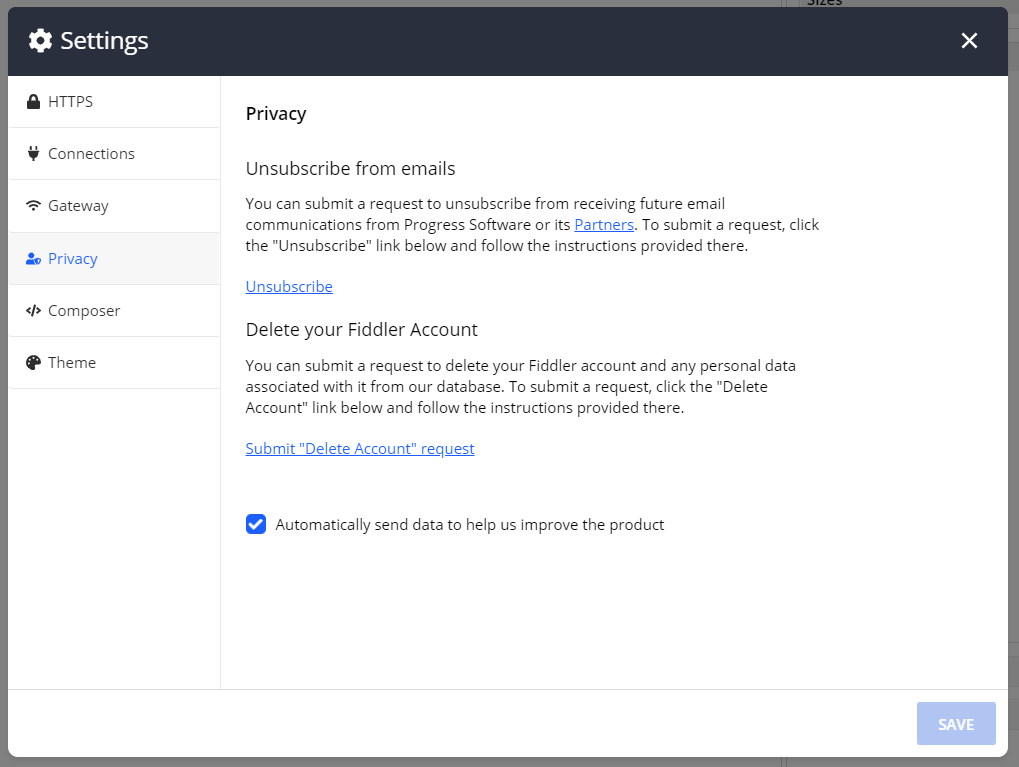 Sizes
Settings
HTTPS
Connections
Gateway
Privacy
Composer
Theme
Privacy
Unsubscribe from emails
You can submit a request to unsubscribe from receiving future email
communications from Progress Software or its Partners. To submit a request, click
the "Unsubscribe" link below and follow the instructions provided there.
Unsubscribe
Delete your Fiddler Account
You can submit a request to delete your Fiddler account and any personal data
associated with it from our database. To submit a request, click the "Delete
Account" link below and follow the instructions provided there.
Submit "Delete Account" request
Automatically send data to help us improve the product
SAVE